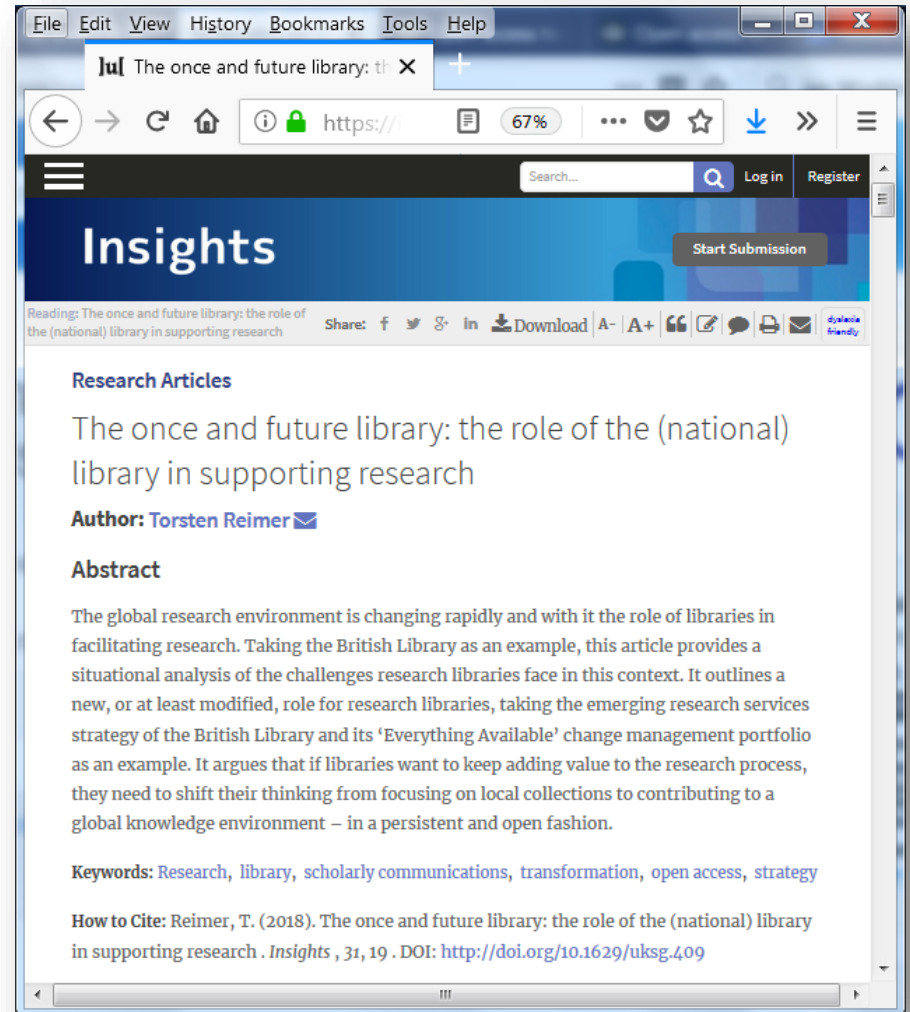 File Edit View History Bookmarks Tools Help
]u[ The once and future library: th
https://
67%
Search... Log in Register
Insights
Start Submission
Reading: The once and future library: the role of
the (national) library in supporting research
Share: Download A- A+ dyslexia
friendly
Research Articles
The once and future library: the role of the (national)
library in supporting research
Author: Torsten Reimer
Abstract
The global research environment is changing rapidly and with it the role of libraries in
facilitating research. Taking the British Library as an example, this article provides a
situational analysis of the challenges research libraries face in this context. It outlines a
new, or at least modified, role for research libraries, taking the emerging research services
strategy of the British Library and its ‘Everything Available’ change management portfolio
as an example. It argues that if libraries want to keep adding value to the research process,
they need to shift their thinking from focusing on local collections to contributing to a
global knowledge environment – in a persistent and open fashion.
Keywords: Research, library, scholarly communications, transformation, open access, strategy
How to Cite: Reimer, T. (2018). The once and future library: the role of the (national) library
in supporting research . Insights , 31, 19 . DOI: http://doi.org/10.1629/uksg.409